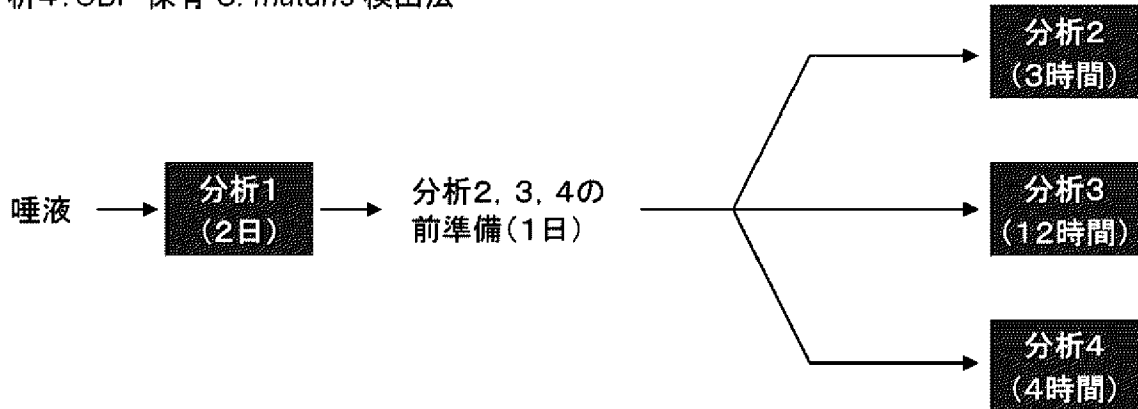 析4:CBP 保有 S. mutans 検出法
分析2
(3時間)
唾液
分析1
(2日)
分析2, 3, 4の
前準備(1日)
分析3
(12時間)
分析4
(4時間)